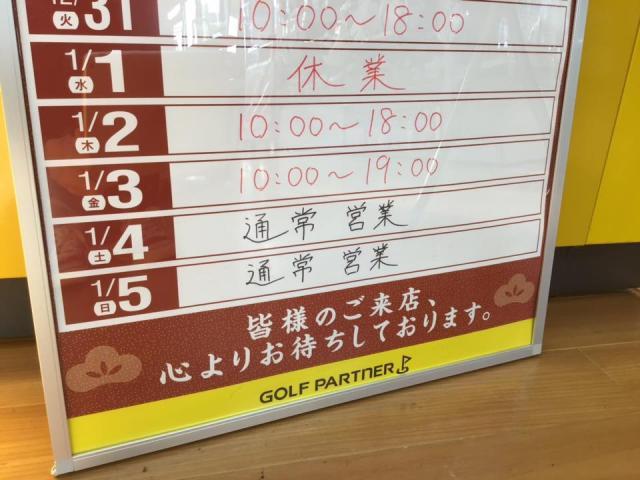 12/31 火 10:00～18:00
1/1 水 休業
1/2 木 10:00～18:00
1/3 金 10:00～19:00
1/4 土 通常 営業
1/5 日 通常 営業
皆様のご来店、
心よりお待ちしております。
GOLF PARTNER